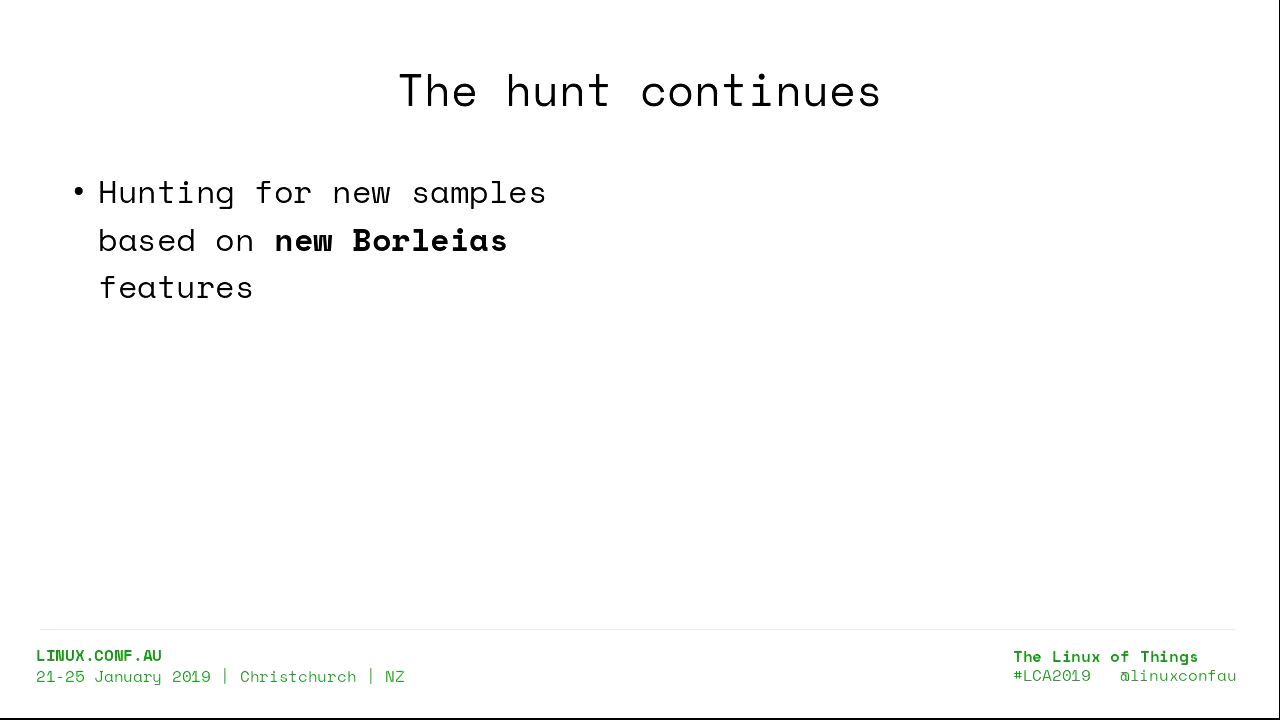 The hunt continues
• Hunting for new samples
based on new Borleias
features
LINUX.CONF.AU
21-25 January 2019 | Christchurch | NZ
The Linux of Things
#LCA2019 @linuxconfau